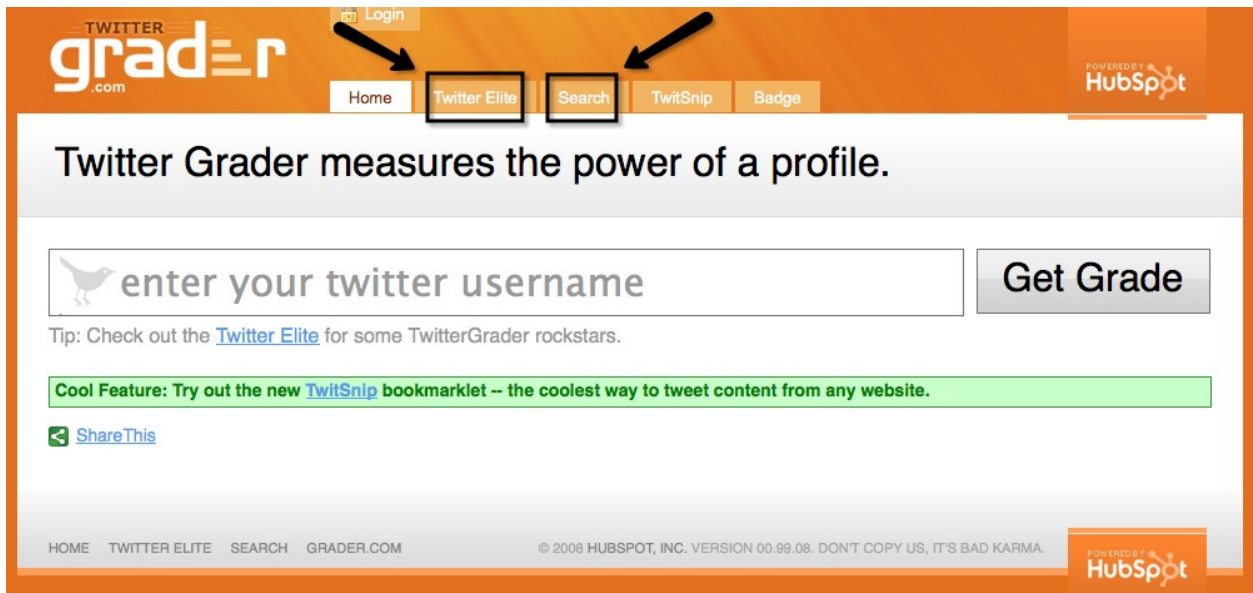 TWITTER
grader
.com
Login
Home Twitter Elite Search TwitSnip Badge
POWERED BY
HubSpot
Twitter Grader measures the power of a profile.
enter your twitter username Get Grade
Tip: Check out the Twitter Elite for some TwitterGrader rockstars.
Cool Feature: Try out the new TwitSnip bookmarklet -- the coolest way to tweet content from any website.
ShareThis
HOME TWITTER ELITE SEARCH GRADER.COM © 2008 HUBSPOT, INC. VERSION 00.99.08. DON'T COPY US, IT'S BAD KARMA.
POWERED BY
HubSpot